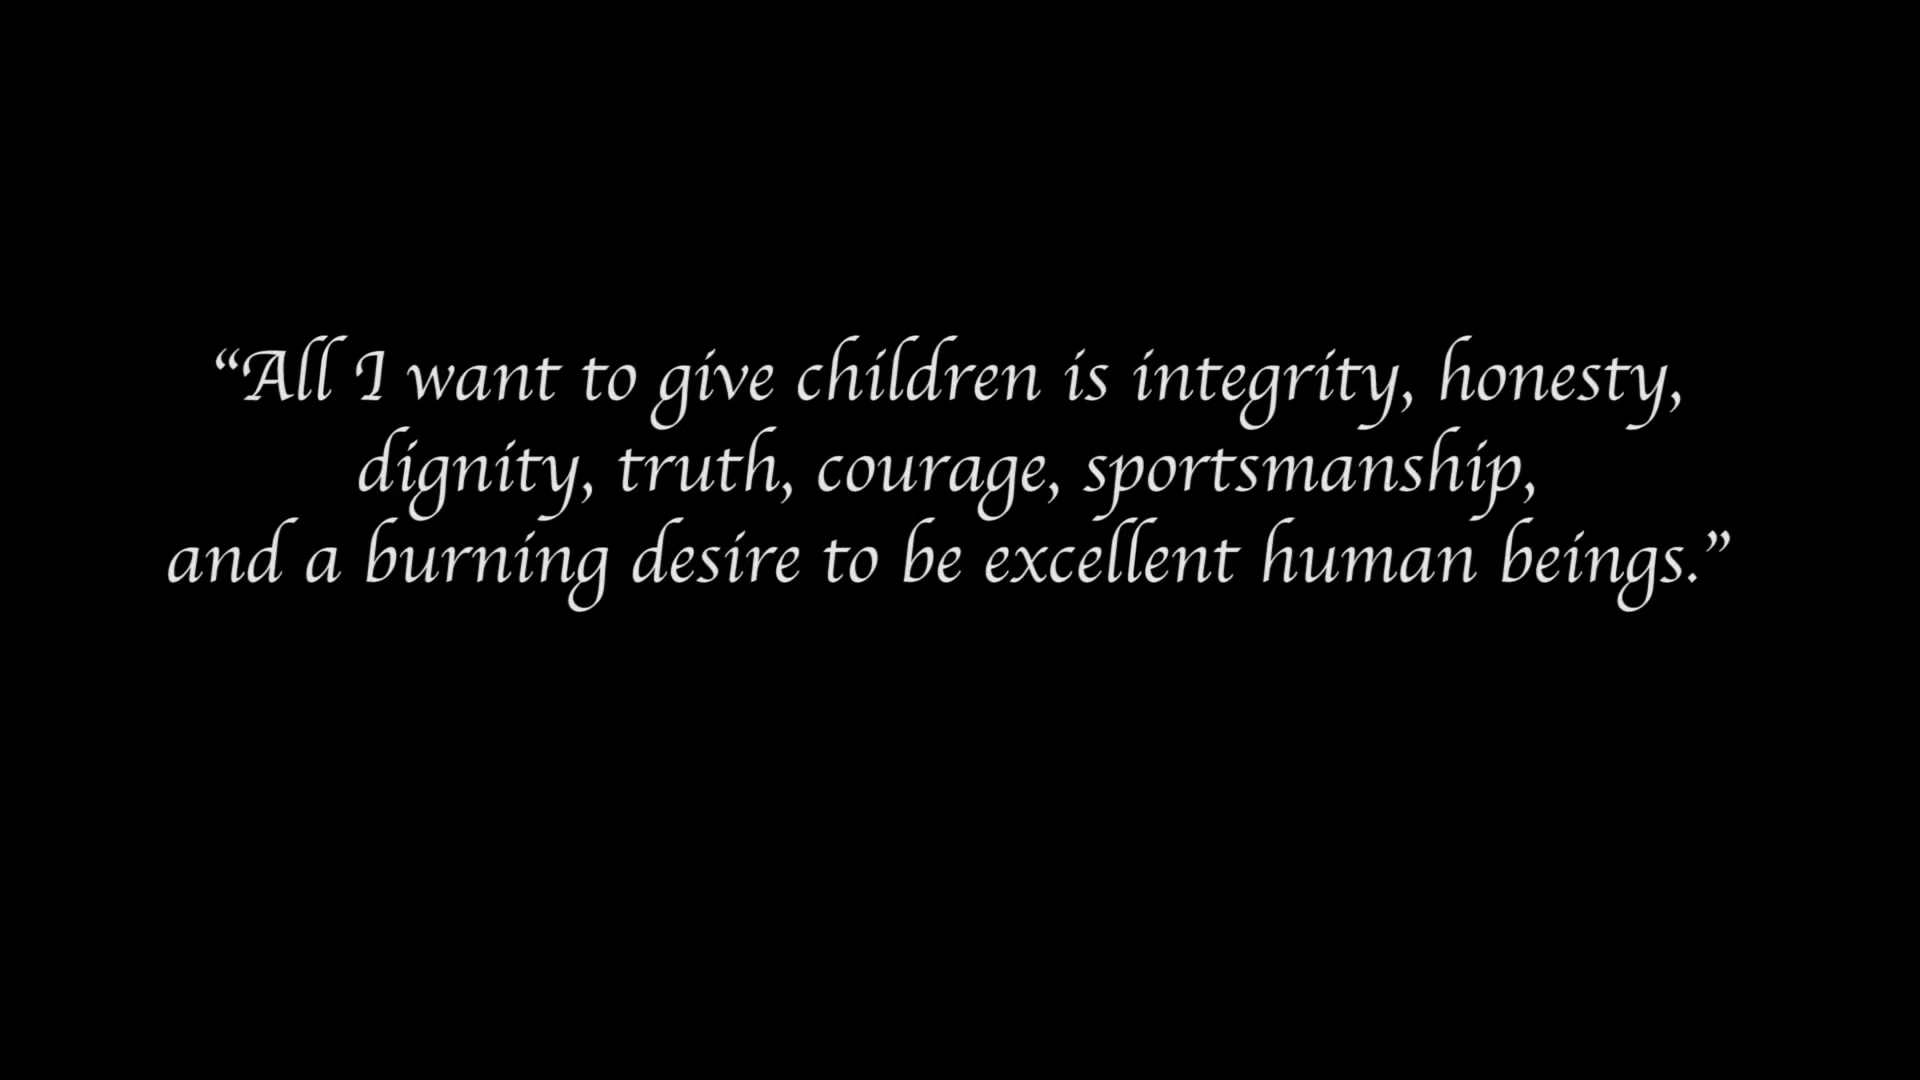 “All I want to give children is integrity, honesty,
dignity, truth, courage, sportsmanship,
and a burning desire to be excellent human beings.”